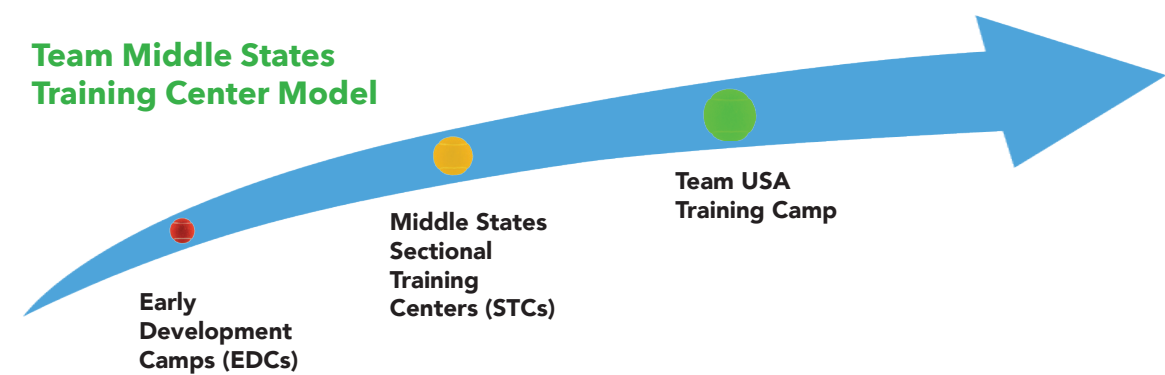 Team Middle States
Training Center Model
Early
Development
Camps (EDCs)
Middle States
Sectional
Training
Centers (STCs)
Team USA
Training Camp